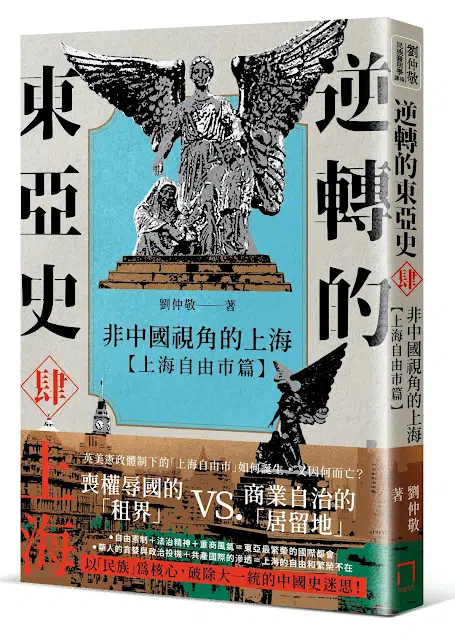 逆轉的
東亞史
肆
劉仲敬——著
非中國視角的上海
【上海自由市篇】
上海
英美憲政體制下的「上海自由市」如何誕生,又因何而亡?
喪權辱國的
「租界」
VS.
商業自治的
「居留地」
•自由憲制+法治精神+重商風氣=東亞最繁榮的國際都會
•華人的貪婪與政治投機+共產國際的滲透=上海的自由和繁榮不在
以「民族」為核心,破除大一統的中國史迷思!
劉仲敬
民族發明學
講稿
逆轉的東亞史
肆
非中國視角的上海
【上海自由市篇】
劉仲敬
著